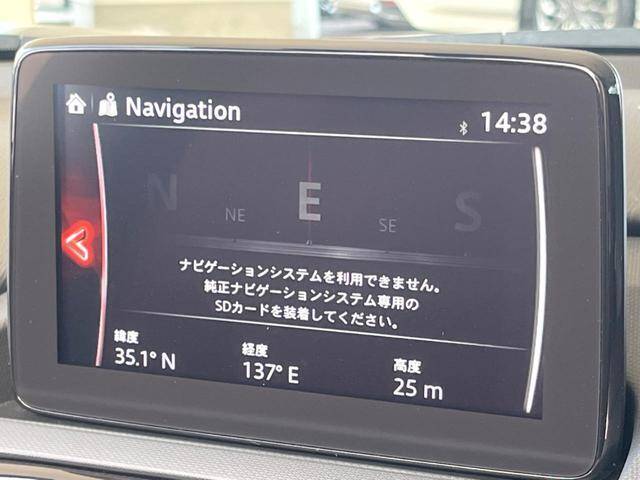 Navigation
14:38
N NE E SE S
ナビゲーションシステムを利用できません。
純正ナビゲーションシステム専用の
SDカードを装着してください。
緯度 経度 高度
35.1° N 137° E 25 m